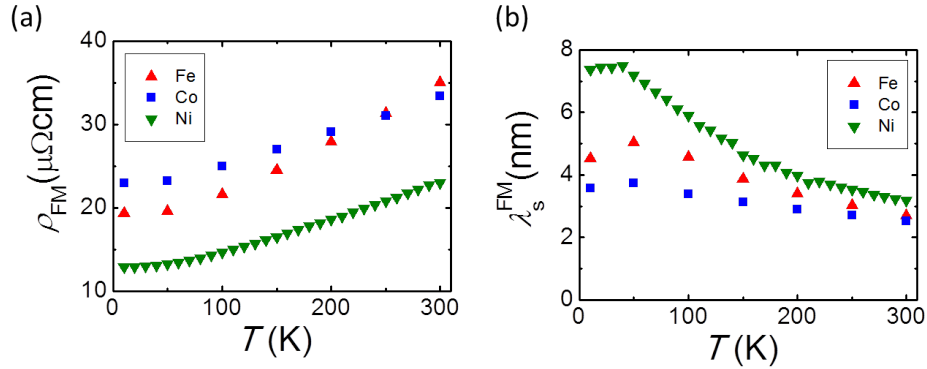 (a)
40
30
20
10
ρFM(μΩcm)
Fe
Co
Ni
0 100 200 300
T (K)
(b)
8
6
4
2
0
λsFM(nm)
Fe
Co
Ni
0 100 200 300
T (K)